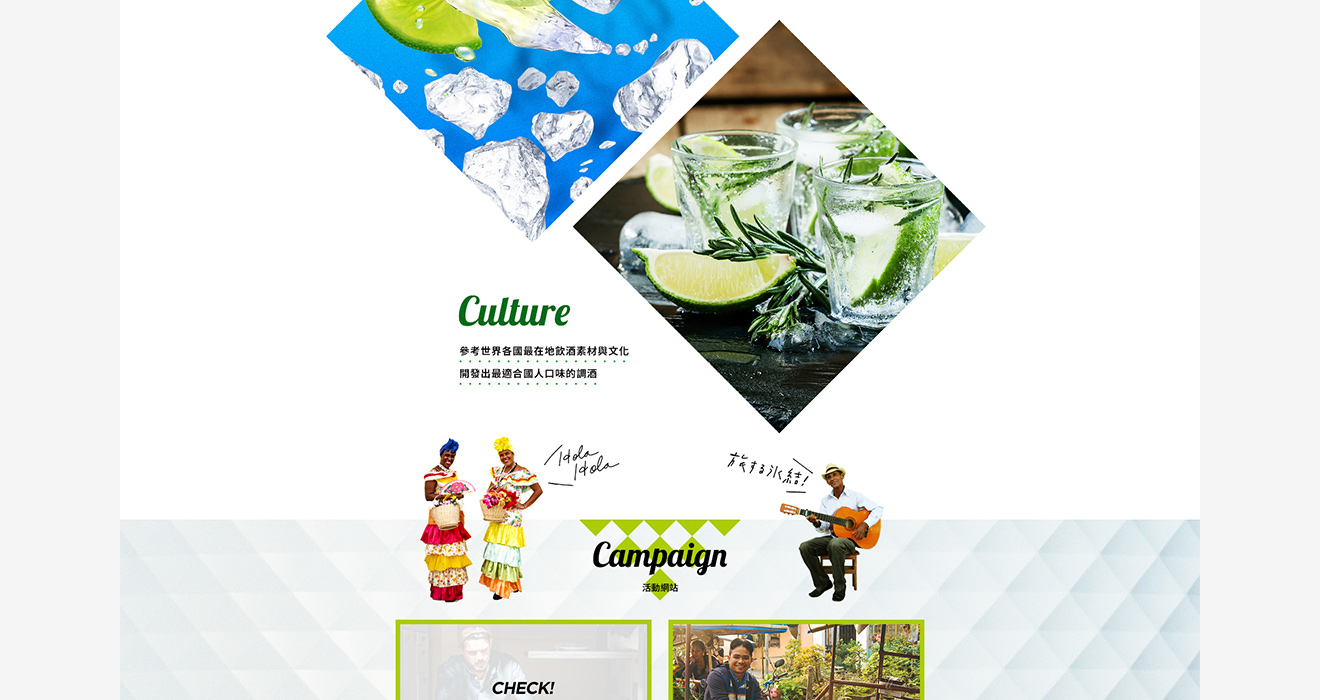 Culture
參考世界各國最在地飲酒素材與文化
開發出最適合國人口味的調酒
Hola
Hola
旅する氷結!
Campaign
活動網站
CHECK!